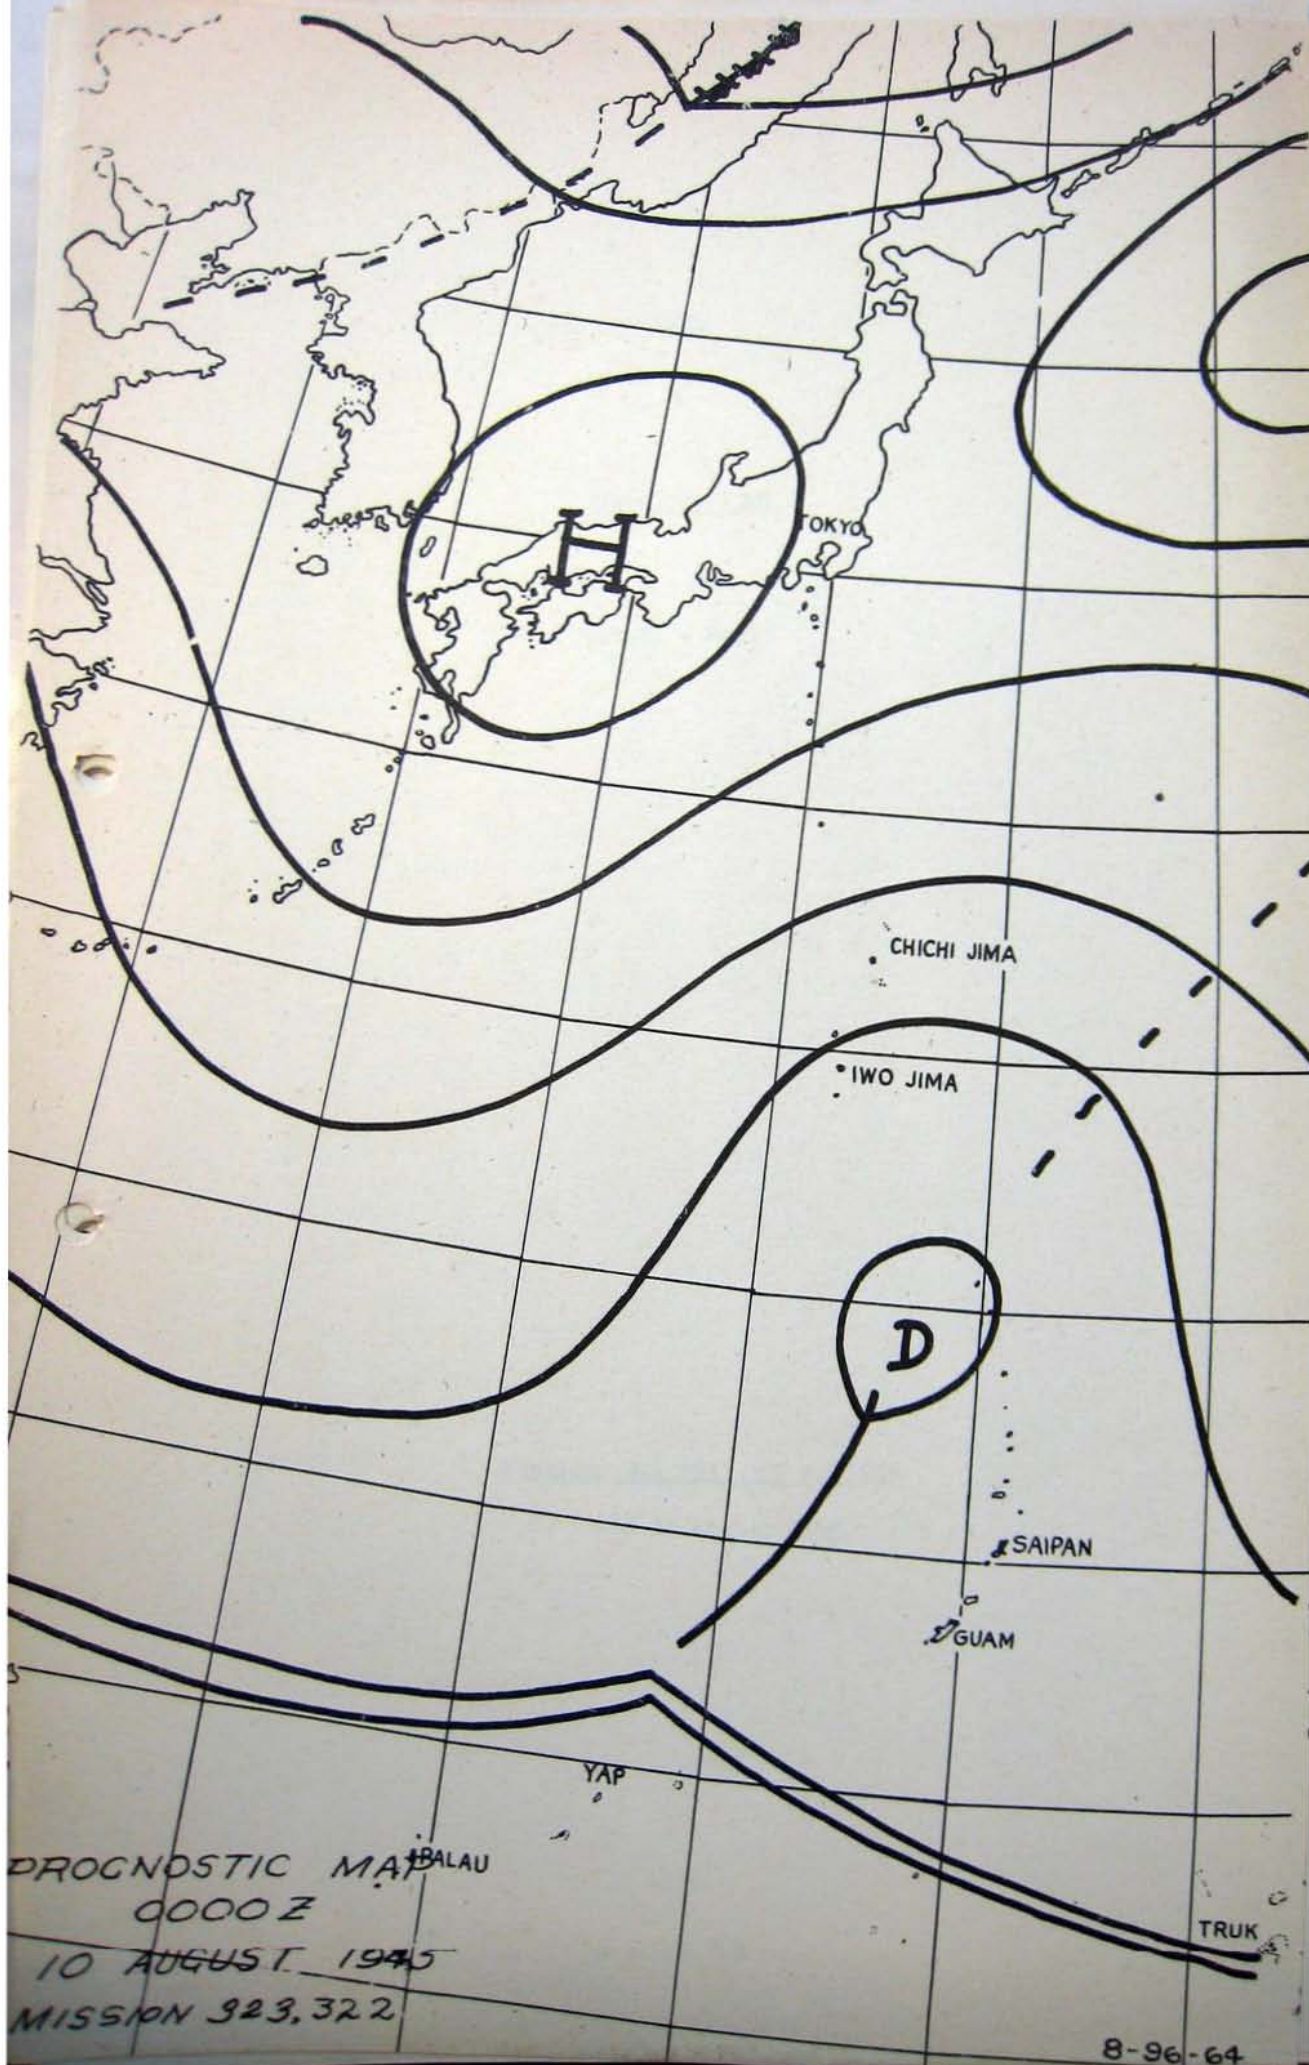 H
TOKYO
CHICHI JIMA
IWO JIMA
D
SAIPAN
GUAM
YAP
PALAU
TRUK
PROGNOSTIC MAP
0000 Z
10 AUGUST 1945
MISSION 323,322
8-96-64